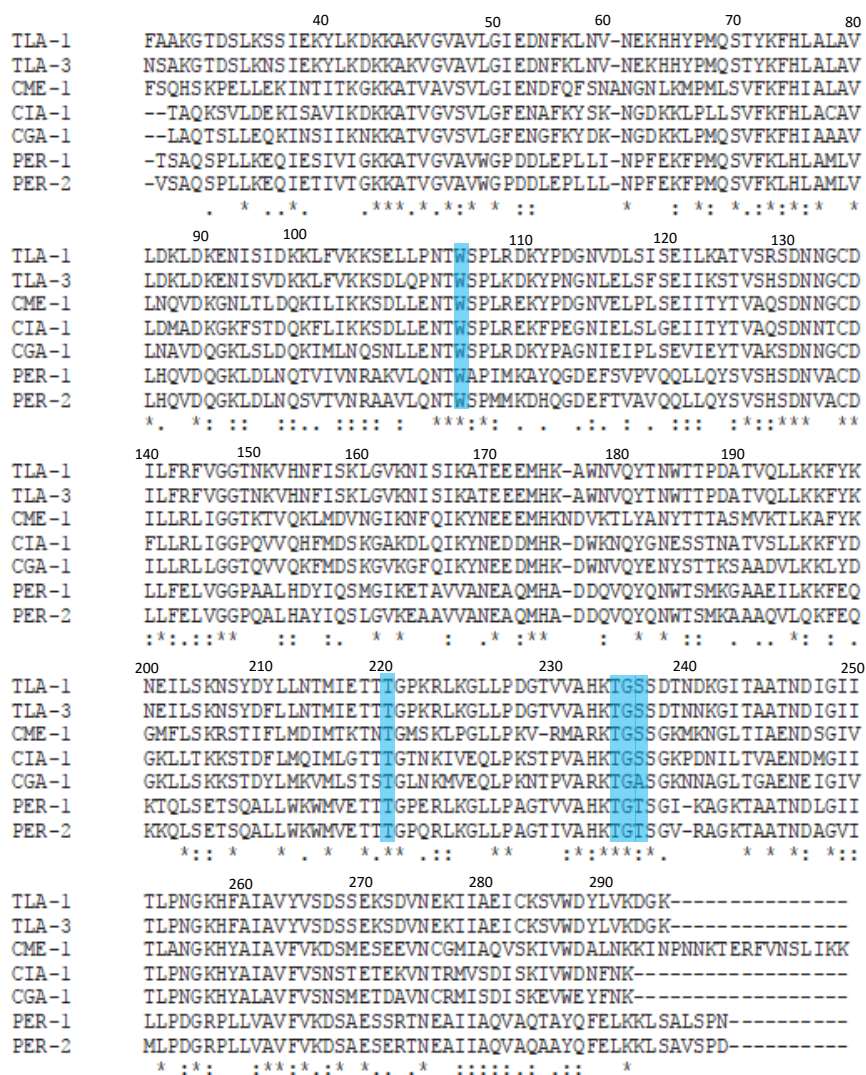 40 50 60 70 80
TLA-1 FAAKGTDSLKSSIEKYLKDKKAKVGVAVLGIEDNFKLNV-NEKHHYPMQSTYKFHLALAV
TLA-3 NSAKGTDSLKNSIEKYLKDKKAKVGVAVLGIEDNFKLNV-NEKHHYPMQSTYKFHLALAV
CME-1 FSQHSKPELLEKINTITKGKKATVAVSVLGIENDFQFSNANGNLKMPMLSVFKFHIALAV
CIA-1 --TAQKSVLDEKISAVIKDKKATVGVSVLGFENAFKYSK-NGDKKLPLLSVFKFHLACAV
CGA-1 --LAQTSLLEQKINSIIKNKKATVGVSVLGFENGFKYDK-NGDKKLPMQSVFKFHIAAAV
PER-1 -TSAQSPLLKEQIESIVIGKKATVGVAVWGPDDLEPLLI-NPFEKFPMQSVFKLHLAMLV
PER-2 -VSAQSPLLKEQIETIVTGKKATVGVAVWGPDDLEPLLL-NPFEKFPMQSVFKLHLAMLV
. * ..* . ***.*.*:* * :: * *: *: *.:**:*:* *
90 100 110 120 130
TLA-1 LDKLDKENISIDKKLFVKKSELLPNTWSPLRDKYPDGNVDLSISEILKATVSRSDNNGCD
TLA-3 LDKLDKENISVDKKLFVKKSDLQPNTWSPLRDKYPNGNLELSFSEIIKSTVSHSDNNGCD
CME-1 LNQVDKGNLTLDQKILIKKSDLLENTWSPLREKYPDGNVELPLSEIITYTVAQSDNNGCD
CIA-1 LDMADKGKFSTDQKFLIKKSDLLENTWSPLREKFPEGNIELSLGEIITYTVAQSDNNTCD
CGA-1 LNAVDQGKLSLDQKIMLNQSNLLENTWSPLRDKYPAGNIEIPLSEVIEYTVAKSDNNGCD
PER-1 LHQVDQGKLDLNQTVIVNRAKVLQNTWAPIMKAYQGDEFSVPVQQLLQYSVSHSDNVACD
PER-2 LHQVDQGKLDLNQSVTVNRAAVLQNTWSPMMKDHQGDEFTVAVQQLLQYSVSHSDNVACD
*. *: :: ::.. ::: : ***:*: . . :. : . ::: :*::*** **
140 150 160 170 180 190
TLA-1 ILFRFVGGTNKVHNFISKLGVKNISIKATEEEMHK-AWNVQYTNWTTPDATVQLLKKFYK
TLA-3 ILFRFVGGTNKVHNFISKLGVKNISIKATEEEMHK-AWNVQYTNWTTPDATVQLLKKFYK
CME-1 ILLRLIGGTKTVQKLMDVNGIKNFQIKYNEEEMHKNDVKTLYANYTTTASMVKTLKAFYK
CIA-1 FLLRLIGGPQVVQHFMDSKGAKDLQIKYNEDDMHR-DWKNQYGNESSTNATVSLLKKFYD
CGA-1 ILLRLLGGTQVVQKFMDSKGVKGFQIKYNEEEMHK-DWNVQYENYSTTKSAADVLKKLYD
PER-1 LLFELVGGPAALHDYIQSMGIKETAVVANEAQMHA-DDQVQYQNWTSMKGAAEILKKFEQ
PER-2 LLFELVGGPQALHAYIQSLGVKEAAVVANEAQMHA-DDQVQYQNWTSMKAAAQVLQKFEQ
:*:.::** :: :. * * : .* :** : * * :: . .. *: : .
200 210 220 230 240 250
TLA-1 NEILSKNSYDYLLNTMIETTTGPKRLKGLLPDGTVVAHKTGSSDTNDKGITAATNDIGII
TLA-3 NEILSKNSYDFLLNTMIETTTGPKRLKGLLPDGTVVAHKTGSSDTNNKGITAATNDIGII
CME-1 GMFLSKRSTIFLMDIMTKTNTGMSKLPGLLPKV-RMARKTGSSGKMKNGLTIAENDSGIV
CIA-1 GKLLTKKSTDFLMQIMLGTTTGTNKIVEQLPKSTPVAHKTGSSGKPDNILTVAENDMGII
CGA-1 GKLLSKKSTDYLMKVMLSTSTGLNKMVEQLPKNTPVARKTGASGKNNAGLTGAENEIGIV
PER-1 KTQLSETSQALLWKWMVETTTGPERLKGLLPAGTVVAHKTGTSGI-KAGKTAATNDLGII
PER-2 KKQLSETSQALLWKWMVETTTGPQRLKGLLPAGTIVAHKTGTSGV-RAGKTAATNDAGVI
*:: * * . * *.** .:: ** :*:***:*. * * *: *::
260 270 280 290
TLA-1 TLPNGKHFAIAVYVSDSSEKSDVNEKIIAEICKSVWDYLVKDGK---------------
TLA-3 TLPNGKHFAIAVYVSDSSEKSDVNEKIIAEICKSVWDYLVKDGK---------------
CME-1 TLANGKHYAIAVFVKDSMESEEVNCGMIAQVSKIVWDALNKKINPNNKTERFVNSLIKK
CIA-1 TLPNGKHYAIAVFVSNSTETEKVNTRMVSDISKIVWDNFNK------------------
CGA-1 TLPNGKHYALAVFVSNSMETDAVNCRMISDISKEVWEYFNK------------------
PER-1 LLPDGRPLLVAVFVKDSAESSRTNEAIIAQVAQTAYQFELKKLSALSPN----------
PER-2 MLPDGRPLLVAVFVKDSAESERTNEAIIAQVAQAAYQFELKKLSAVSPD----------
* :*: :**:*.:* *.. .* :::::.: .:: *